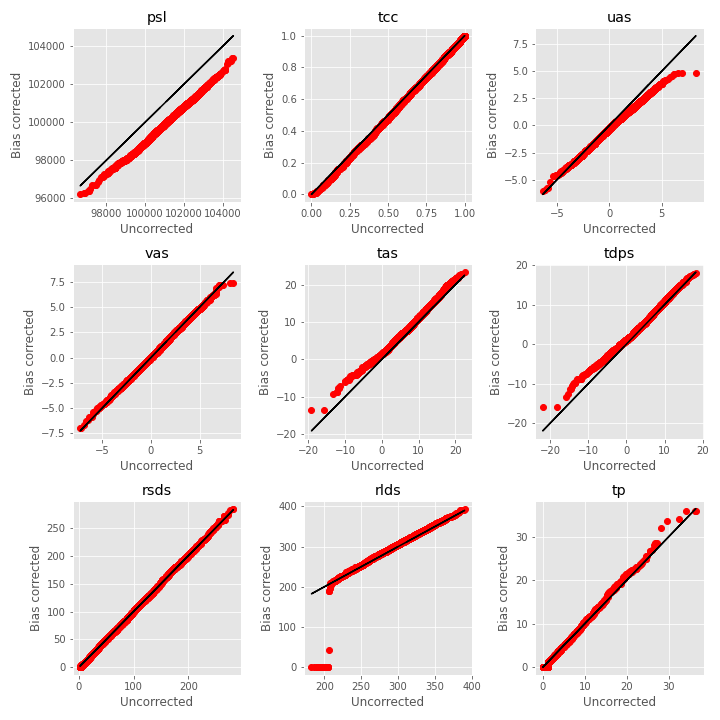 psl
tcc
uas
Bias corrected
104000
102000
100000
98000
96000
98000 100000 102000 104000
Uncorrected
Bias corrected
1.0
0.8
0.6
0.4
0.2
0.0
0.00 0.25 0.50 0.75 1.00
Uncorrected
Bias corrected
7.5
5.0
2.5
0.0
−2.5
−5.0
−5 0 5
Uncorrected
vas
tas
tdps
Bias corrected
7.5
5.0
2.5
0.0
−2.5
−5.0
−7.5
−5 0 5
Uncorrected
Bias corrected
20
10
0
−10
−20
−20 −10 0 10 20
Uncorrected
Bias corrected
20
10
0
−10
−20
−20 −10 0 10 20
Uncorrected
rsds
rlds
tp
Bias corrected
250
200
150
100
50
0
0 100 200
Uncorrected
Bias corrected
400
300
200
100
0
200 250 300 350 400
Uncorrected
Bias corrected
30
20
10
0
0 10 20 30
Uncorrected